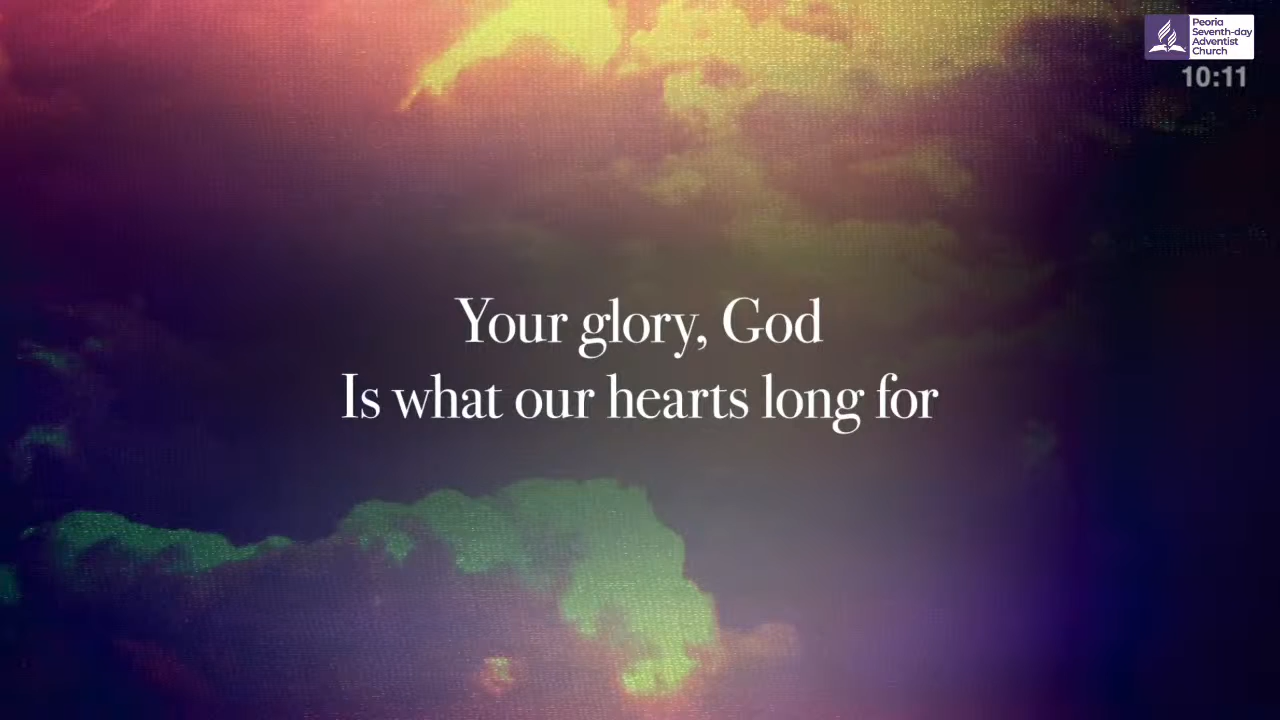 Peoria
Seventh-day
Adventist
Church
10:11
Your glory, God
Is what our hearts long for